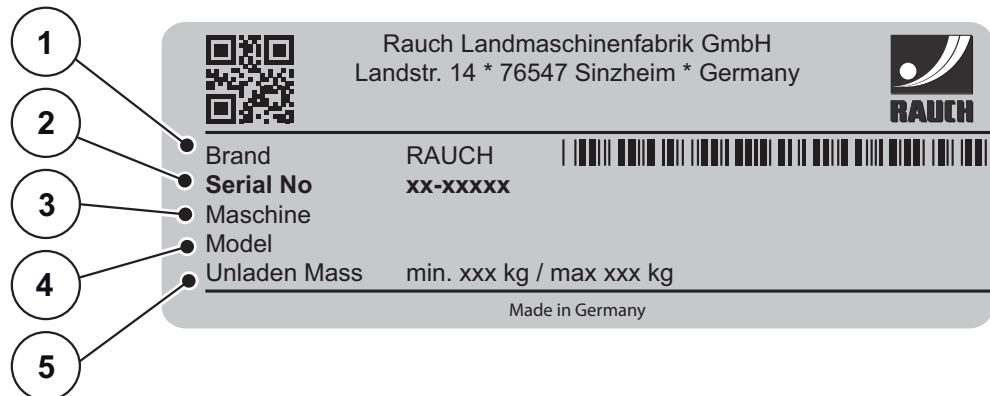 1
2
3
4
5
Rauch Landmaschinenfabrik GmbH
Landstr. 14 * 76547 Sinzheim * Germany
RAUCH
Brand RAUCH
Serial No xx-xxxxx
Maschine
Model
Unladen Mass min. xxx kg / max xxx kg
Made in Germany